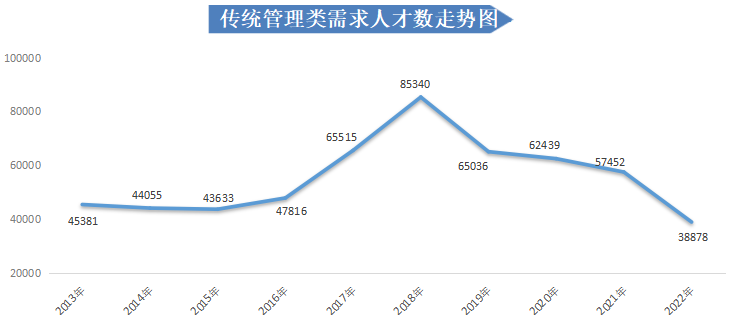 传统管理类需求人才数走势图
100000
80000
60000
40000
20000
45381
44055
43633
47816
65515
85340
65036
62439
57452
38878
2013年
2014年
2015年
2016年
2017年
2018年
2019年
2020年
2021年
2022年